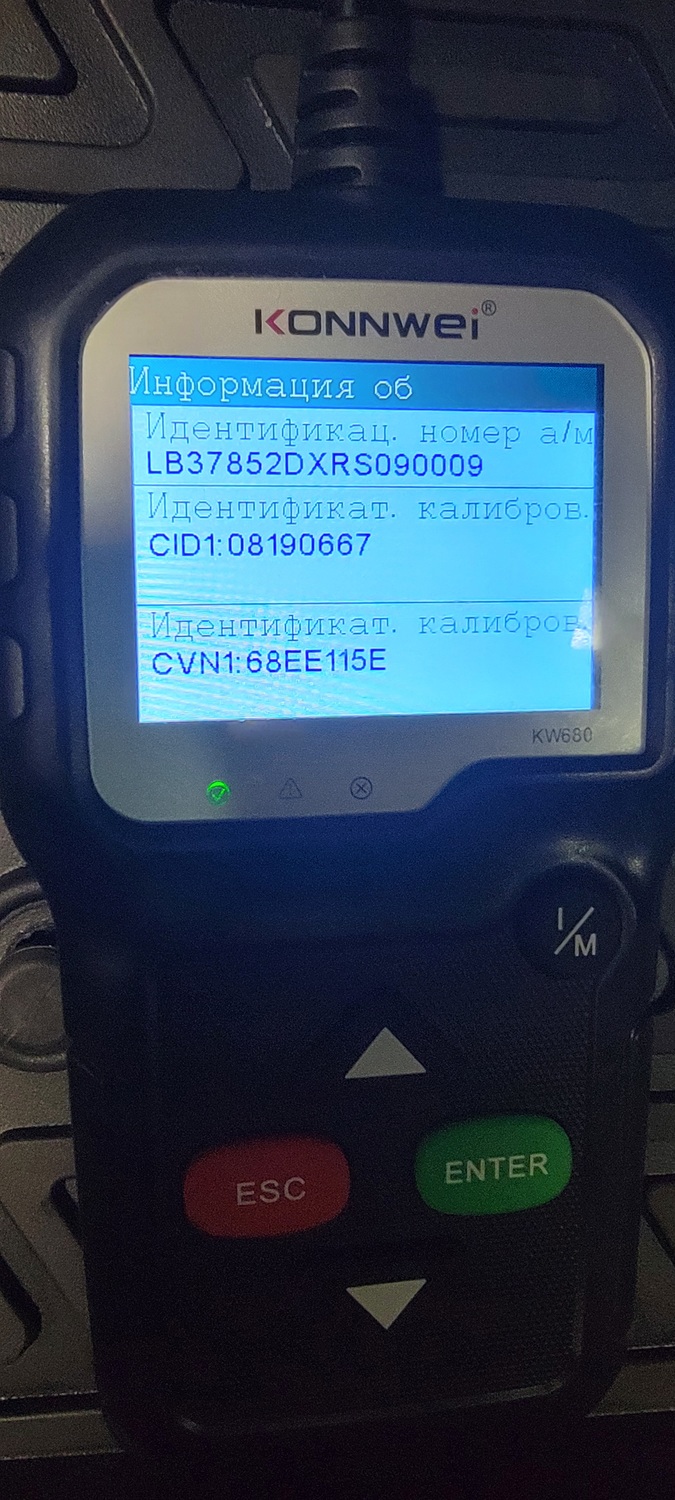 KONNWEI®
Информация об
Идентификац. номер а/м
LB37852DXRS090009
Идентификат. калибров.
CID1:08190667
Идентификат. калибров.
CVN1:68EE115E
KW680
I/M
ESC
ENTER